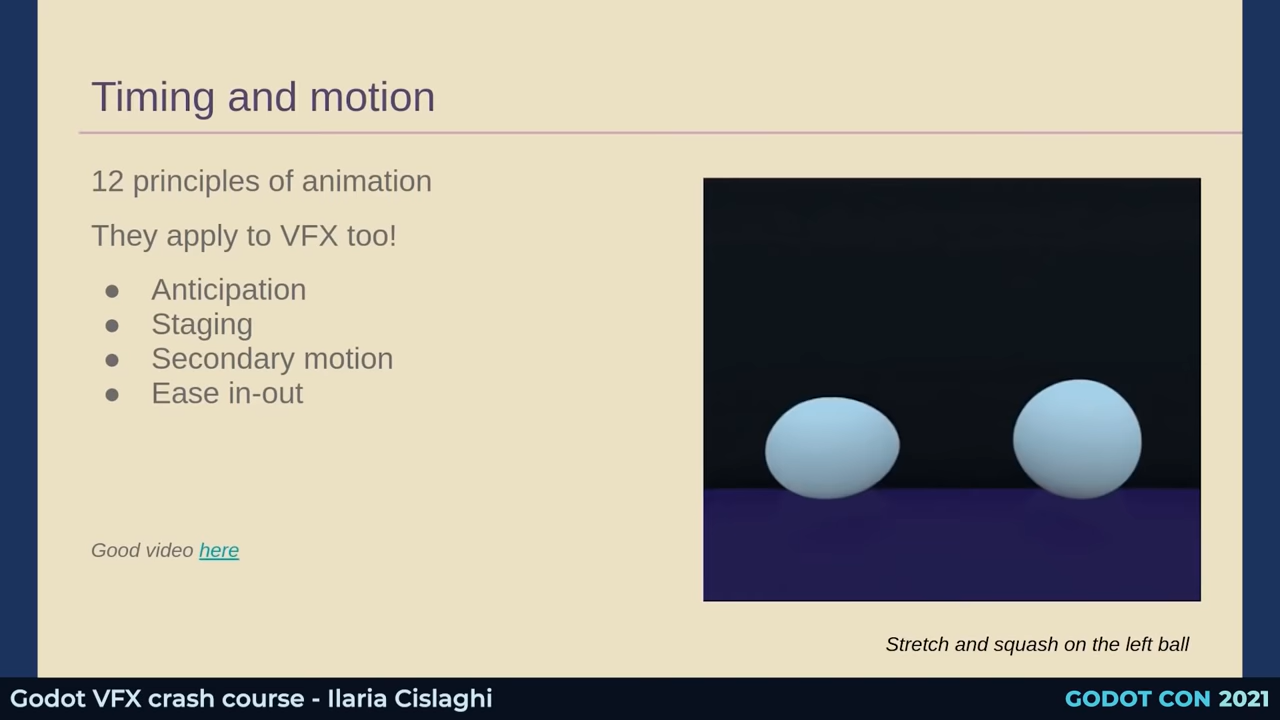 Timing and motion
12 principles of animation
They apply to VFX too!
● Anticipation
● Staging
● Secondary motion
● Ease in-out
Good video here
Stretch and squash on the left ball
Godot VFX crash course - Ilaria Cislaghi
GODOT CON 2021